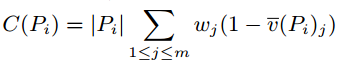 C(P_i) = |P_i| \sum_{1 \leq j \leq m} w_j (1 - \overline{v}(P_i)_j)